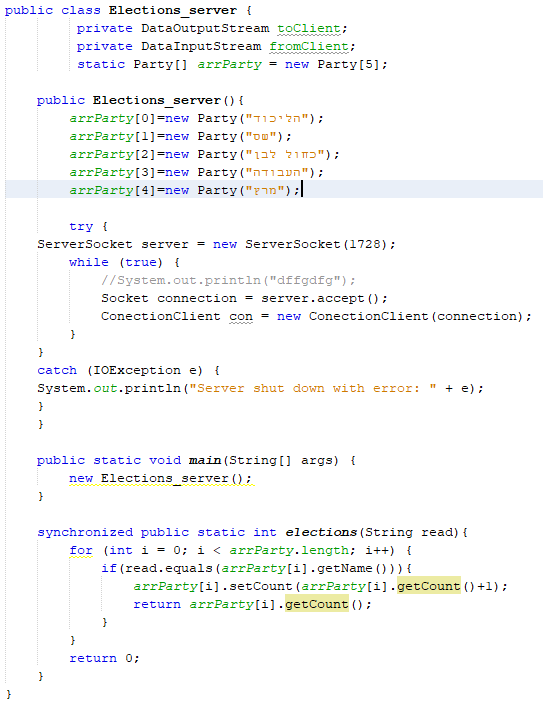 public class Elections_server {
private DataOutputStream toClient;
private DataInputStream fromClient;
static Party[] arrParty = new Party[5];
public Elections_server(){
arrParty[0]=new Party("הליכוד");
arrParty[1]=new Party("שס");
arrParty[2]=new Party("כחול לבן");
arrParty[3]=new Party("העבודה");
arrParty[4]=new Party("מרץ");
try {
ServerSocket server = new ServerSocket(1728);
while (true) {
//System.out.println("dffgdfg");
Socket connection = server.accept();
ConectionClient con = new ConectionClient(connection);
}
}
catch (IOException e) {
System.out.println("Server shut down with error: " + e);
}
}
public static void main(String[] args) {
new Elections_server();
}
synchronized public static int elections(String read){
for (int i = 0; i < arrParty.length; i++) {
if(read.equals(arrParty[i].getName())){
arrParty[i].setCount(arrParty[i].getCount()+1);
return arrParty[i].getCount();
}
}
return 0;
}
}